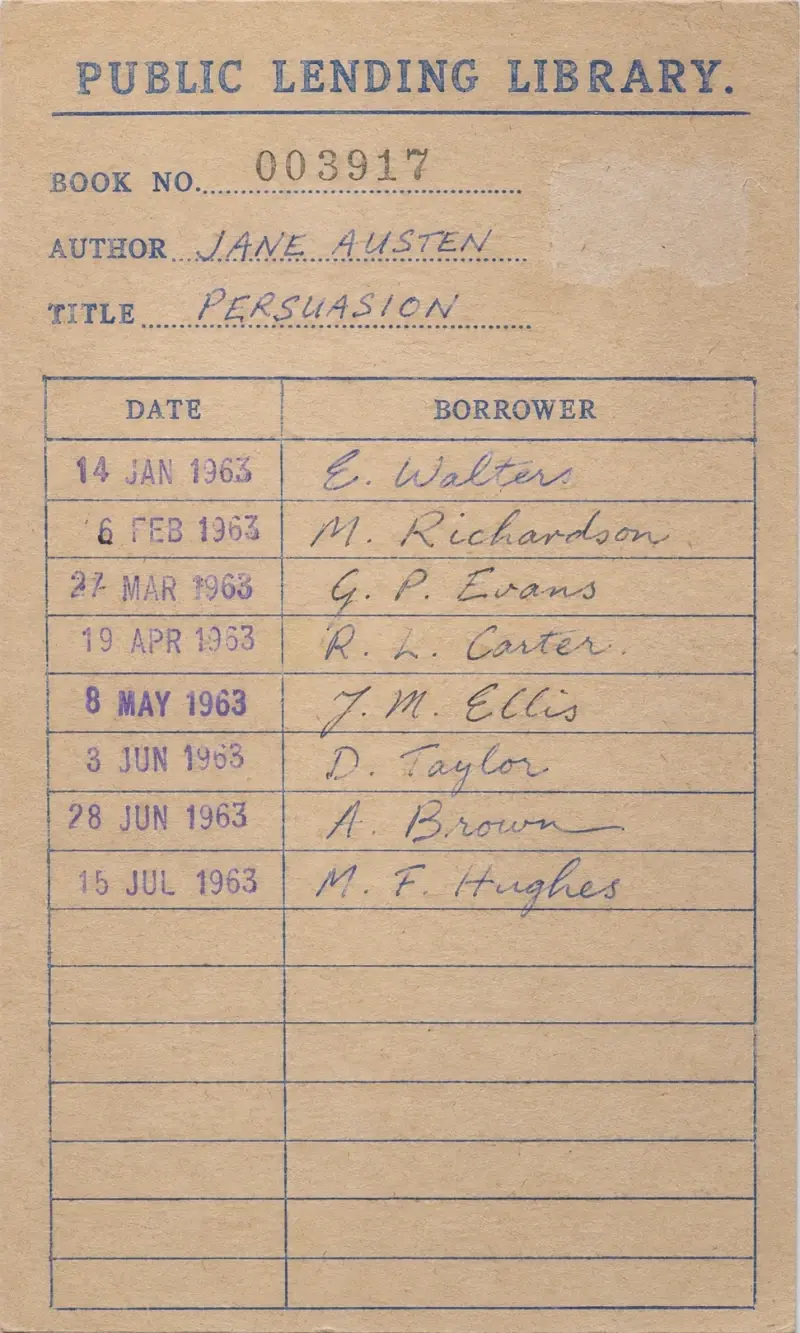 PUBLIC LENDING LIBRARY.
BOOK NO. 003917
AUTHOR JANE AUSTEN
TITLE PERSUASION
DATE BORROWER
14 JAN 1963 E. Walters
6 FEB 1963 M. Richardson
27 MAR 1963 G. P. Evans
19 APR 1963 R. L. Carter.
8 MAY 1963 J. M. Ellis
3 JUN 1963 D. Taylor
28 JUN 1963 A. Brown
15 JUL 1963 M. F. Hughes